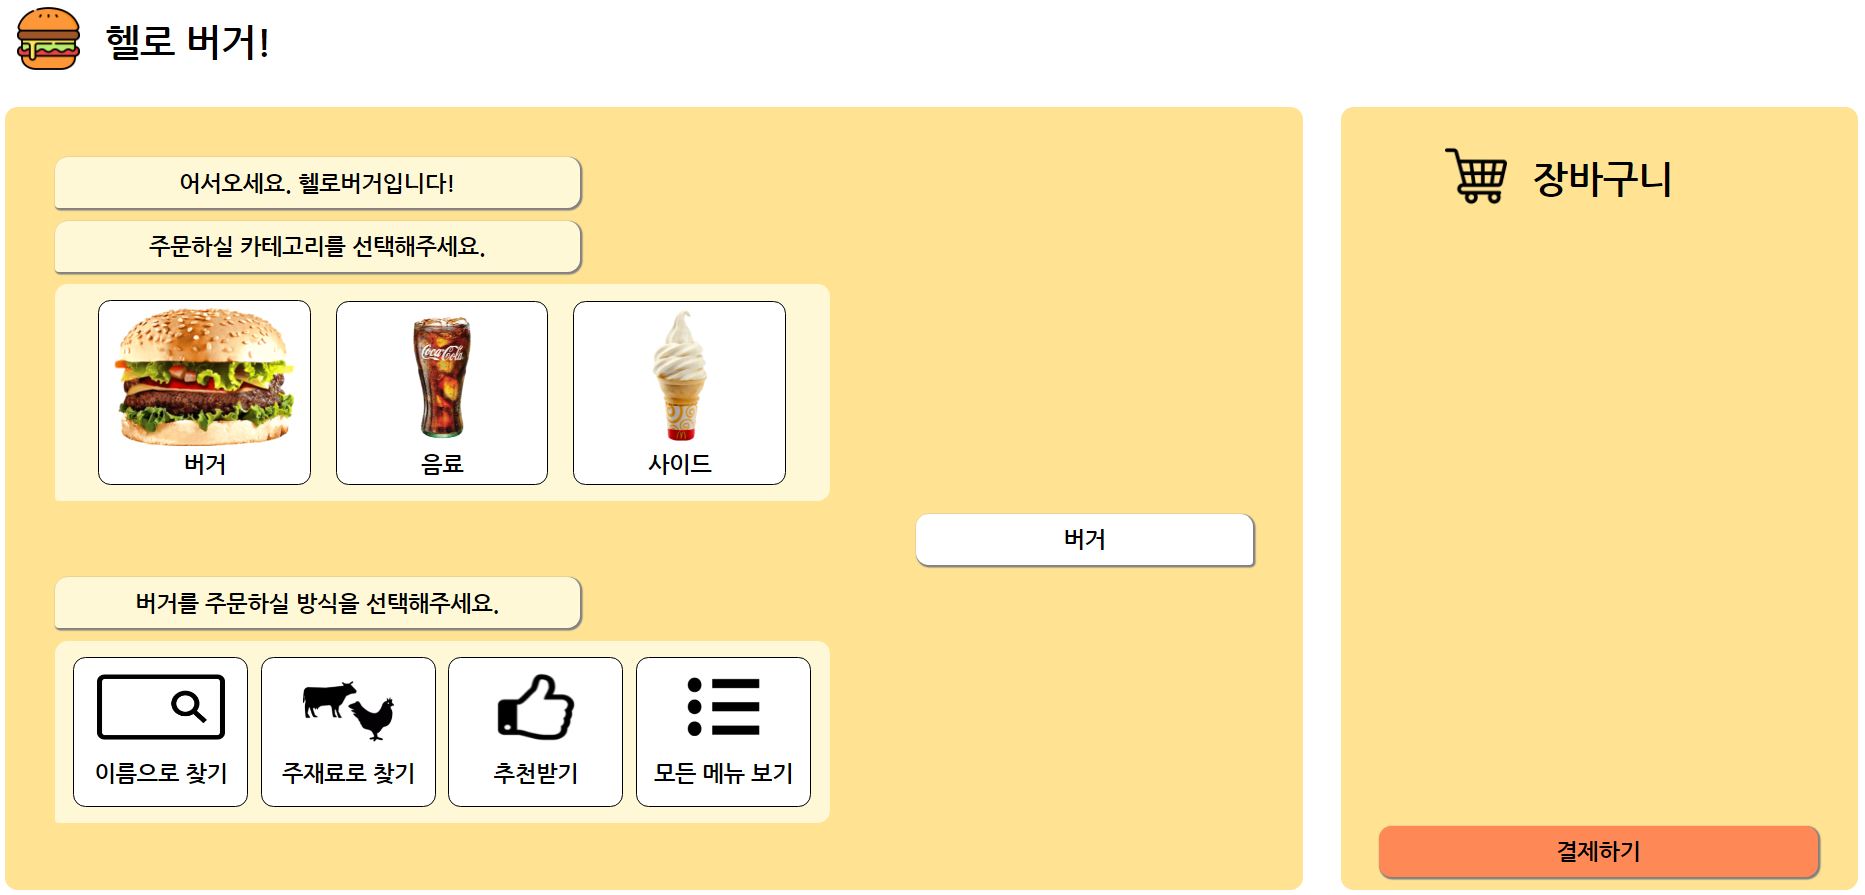 헬로 버거!
어서오세요. 헬로버거입니다!
주문하실 카테고리를 선택해주세요.
Coca-Cola
버거
음료
사이드
버거
버거를 주문하실 방식을 선택해주세요.
이름으로 찾기
주재료로 찾기
추천받기
모든 메뉴 보기
장바구니
결제하기